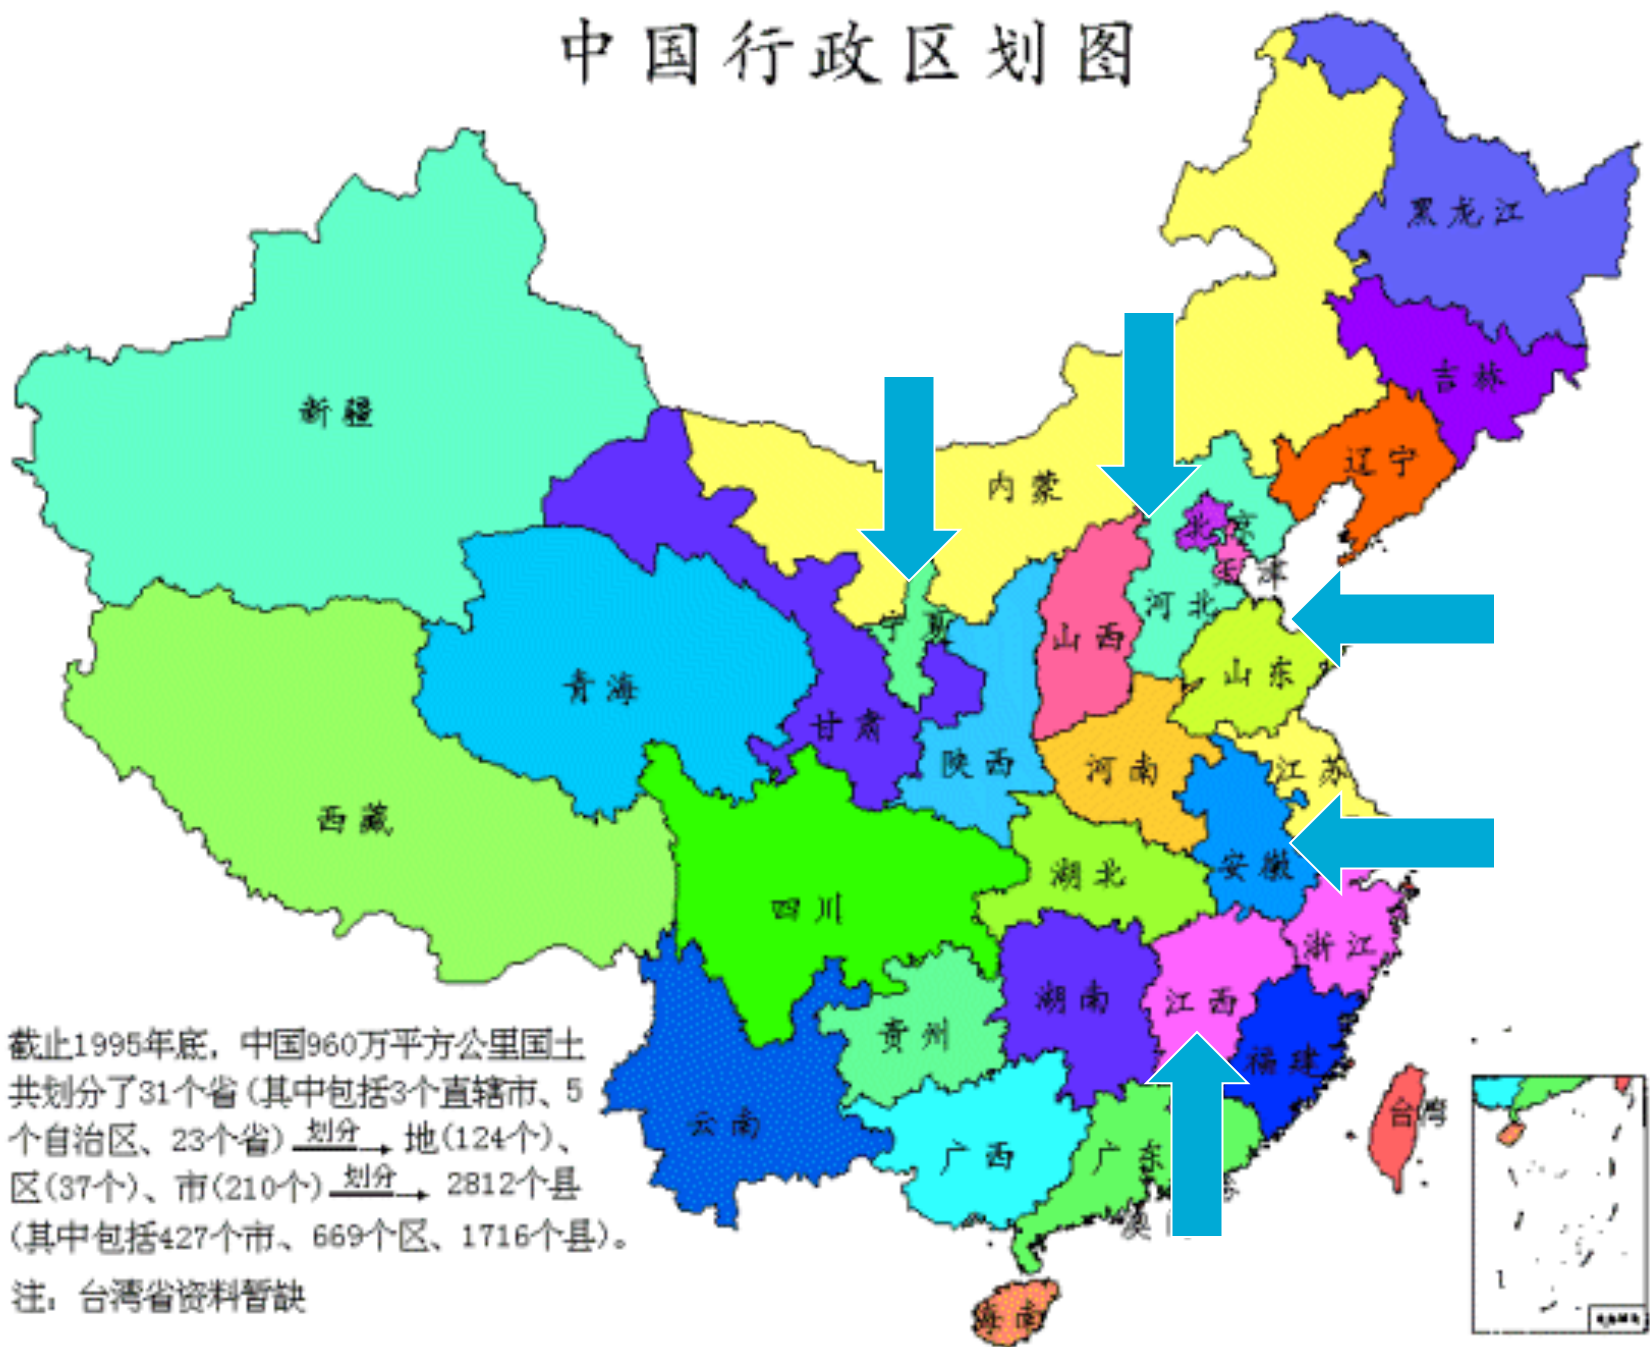 中国行政区划图
黑龙江
吉林
新疆
辽宁
内蒙
北京
天津
河北
宁夏
山西
山东
青海
甘肃
陕西
河南
江苏
西藏
安徽
湖北
四川
浙江
湖南
江西
贵州
福建
台湾
云南
广西
广东
海南
截止1995年底，中国960万平方公里国土
共划分了31个省(其中包括3个直辖市、5
个自治区、23个省) 划分 地(124个)、
区(37个)、市(210个) 划分 2812个县
(其中包括427个市、669个区、1716个县)。
注：台湾省资料暂缺